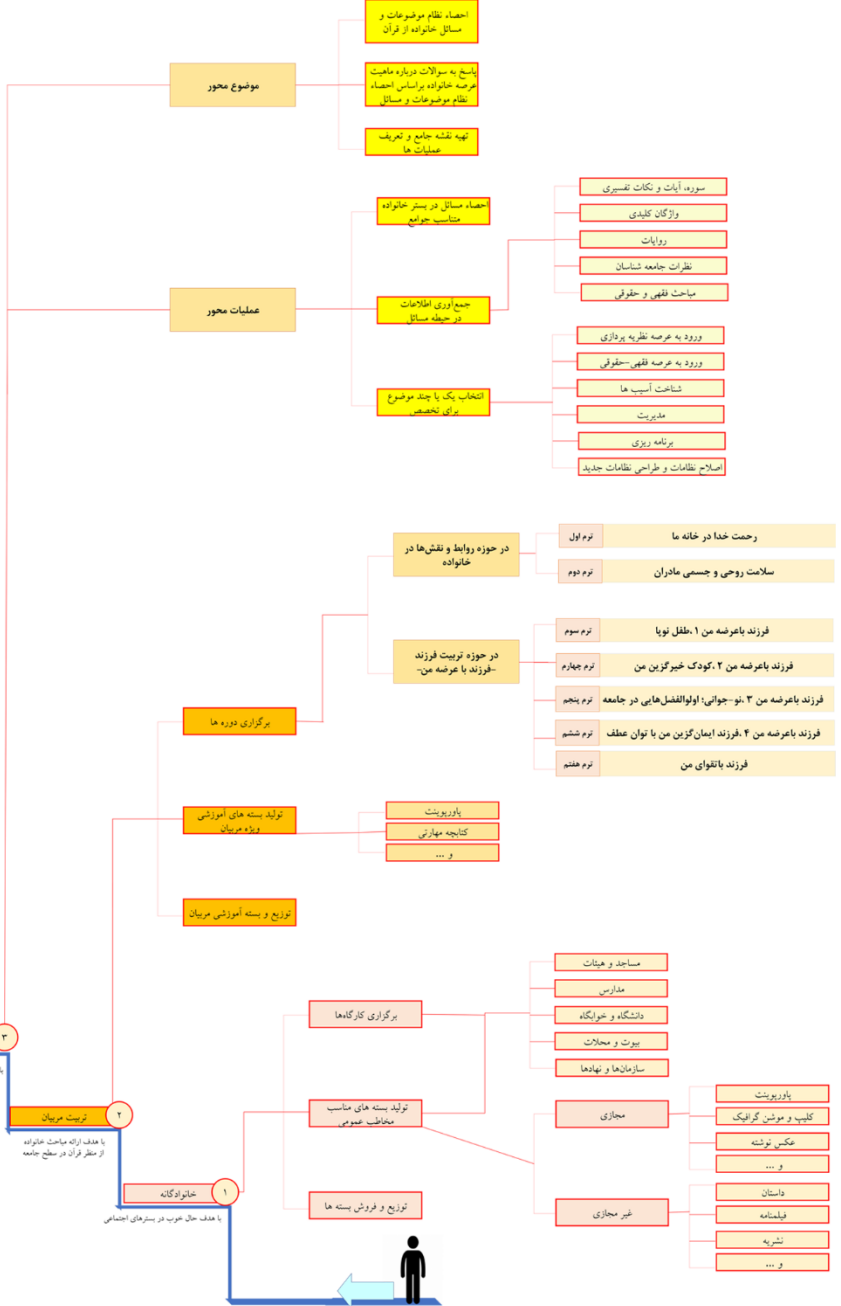 احصاء نظام موضوعات و
مسائل خانواده از قرآن
موضوع محور
پاسخ به سوالات درباره ماهیت
عرصه خانواده براساس احصاء
نظام موضوعات و مسائل
تهیه نقشه جامع و تعریف
عملیات ها
احصاء مسائل در بستر خانواده
متناسب جوامع
سوره، آیات و نکات تفسیری
واژگان کلیدی
روایات
نظرات جامعه شناسان
مباحث فقهی و حقوقی
عملیات محور
جمع‌آوری اطلاعات
در حیطه مسائل
ورود به عرصه نظریه پردازی
ورود به عرصه فقهی-حقوقی
شناخت آسیب ها
مدیریت
برنامه ریزی
اصلاح نظامات و طراحی نظامات جدید
انتخاب یک یا چند موضوع
برای تخصص
در حوزه روابط و نقش‌ها در
خانواده
ترم اول
رحمت خدا در خانه ما
ترم دوم
سلامت روحی و جسمی مادران
در حوزه تربیت فرزند
-فرزند با عرضه من-
ترم سوم
فرزند باعرضه من ۱ ،طفل نوپا
ترم چهارم
فرزند باعرضه من ۲ ،کودک خیرگزین من
ترم پنجم
فرزند باعرضه من ۳ ،نو-جوانی؛ اولوالفضل‌هایی در جامعه
ترم ششم
فرزند باعرضه من ۴ ،فرزند ایمان‌گزین من با توان عطف
ترم هفتم
فرزند باتقوای من
برگزاری دوره ها
تولید بسته های آموزشی
ویژه مربیان
پاورپوینت
کتابچه مهارتی
و ...
توزیع و بسته آموزشی مربیان
مساجد و هیئات
مدارس
دانشگاه و خوابگاه
بیوت و محلات
سازمان‌ها و نهادها
برگزاری کارگاه‌ها
تولید بسته های مناسب
مخاطب عمومی
مجازی
پاورپوینت
کلیپ و موشن گرافیک
عکس نوشته
و ...
غیر مجازی
داستان
فیلمنامه
نشریه
و ...
توزیع و فروش بسته ها
۳
۲
تربیت مربیان
با هدف ارائه مباحث خانواده
از منظر قرآن در سطح جامعه
۱
خانوادگانه
با هدف حال خوب در بسترهای اجتماعی